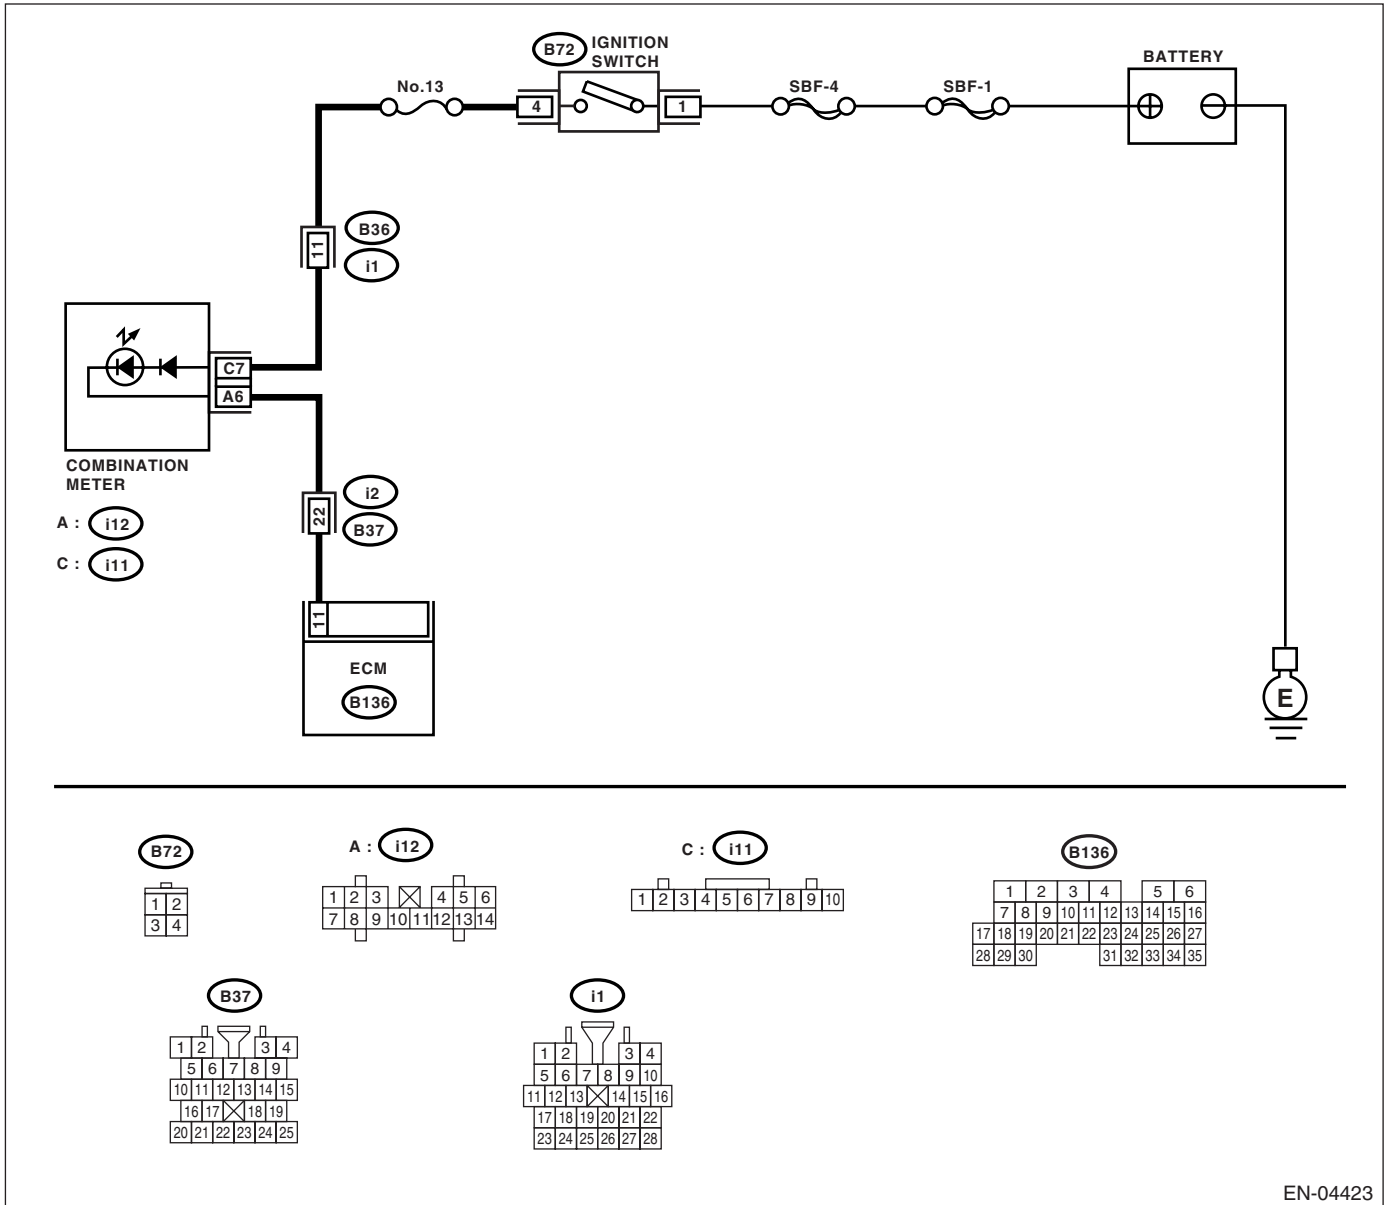 B72 IGNITION SWITCH
BATTERY
No.13
SBF-4
SBF-1
4
1
11
B36
i1
C7
A6
COMBINATION
METER
A : i12
C : i11
22
i2
B37
11
ECM
B136
E
B72
1 2
3 4
A : i12
1 2 3 4 5 6
7 8 9 10 11 12 13 14
C : i11
1 2 3 4 5 6 7 8 9 10
B136
1 2 3 4 5 6
7 8 9 10 11 12 13 14 15 16
17 18 19 20 21 22 23 24 25 26 27
28 29 30 31 32 33 34 35
B37
1 2 3 4
5 6 7 8 9
10 11 12 13 14 15
16 17 18 19
20 21 22 23 24 25
i1
1 2 3 4
5 6 7 8 9 10
11 12 13 14 15 16
17 18 19 20 21 22
23 24 25 26 27 28
EN-04423